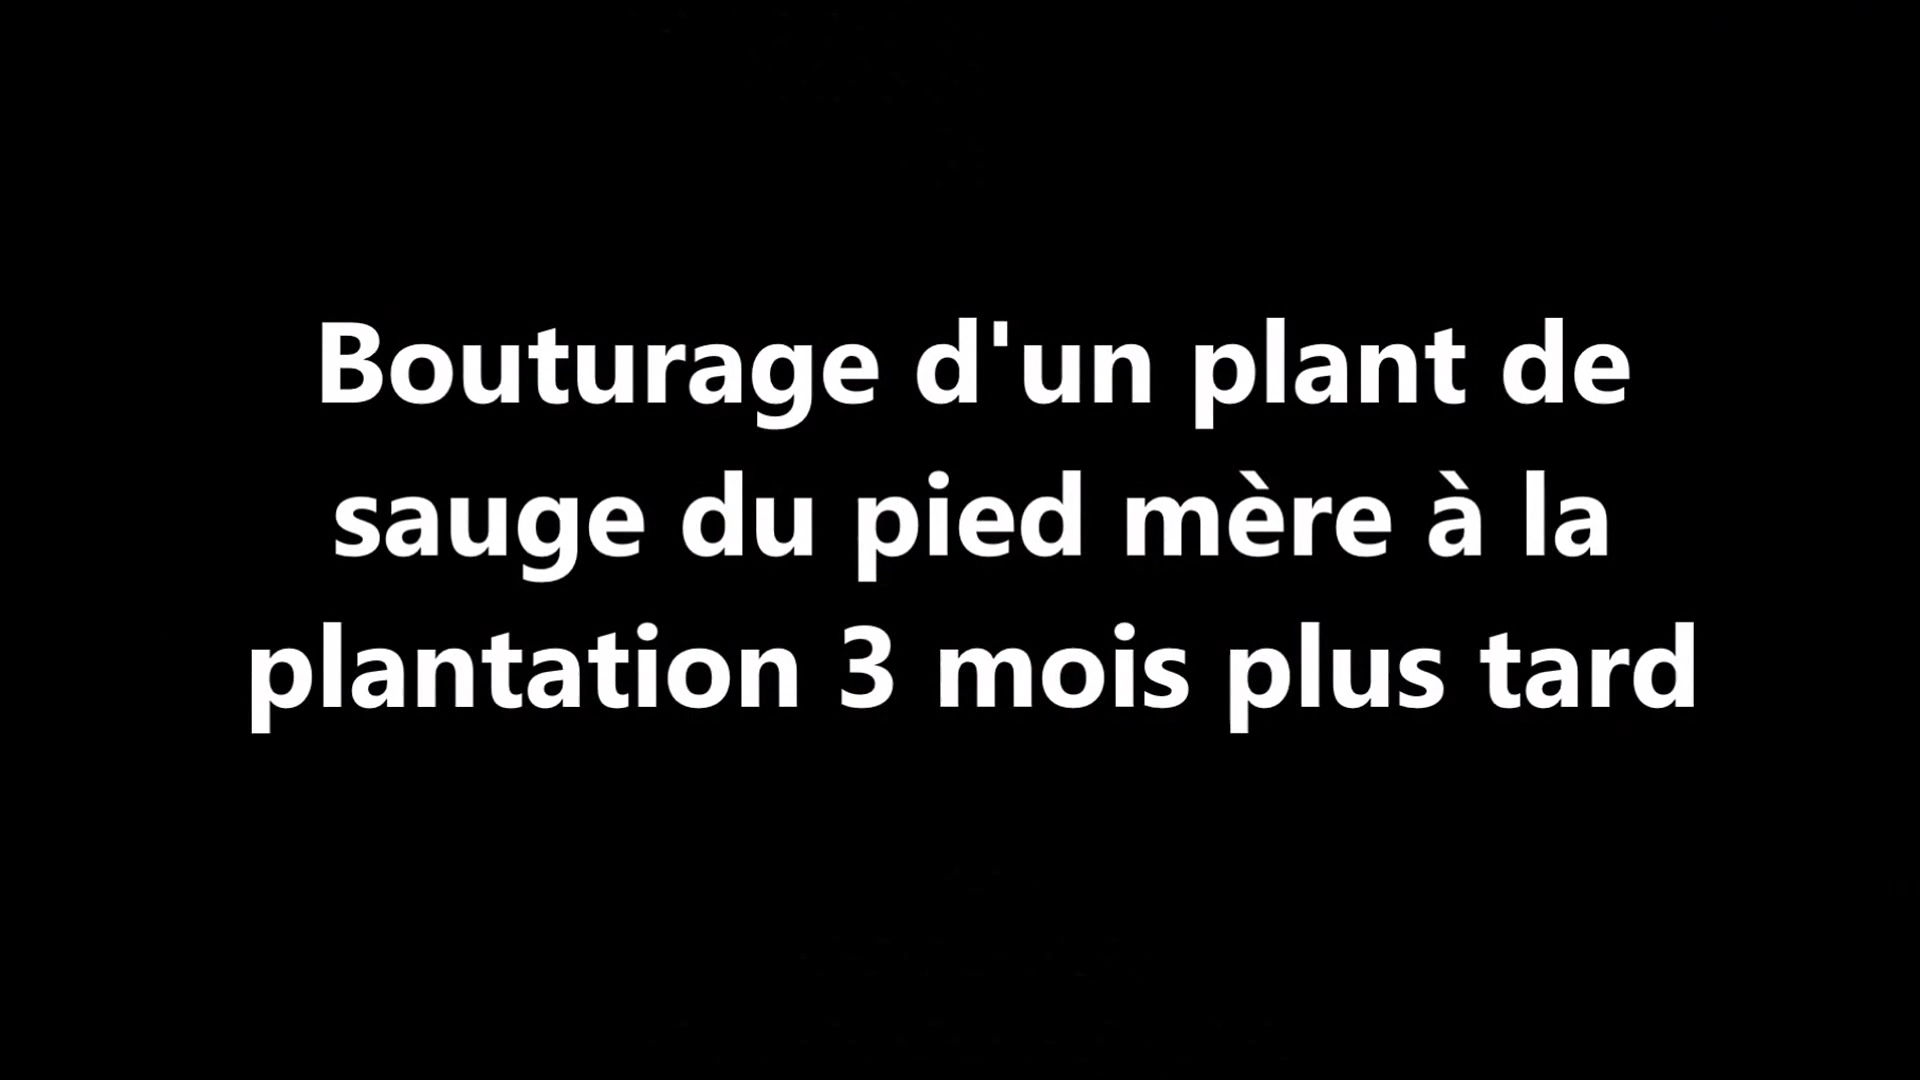 Bouturage d'un plant de
sauge du pied mère à la
plantation 3 mois plus tard